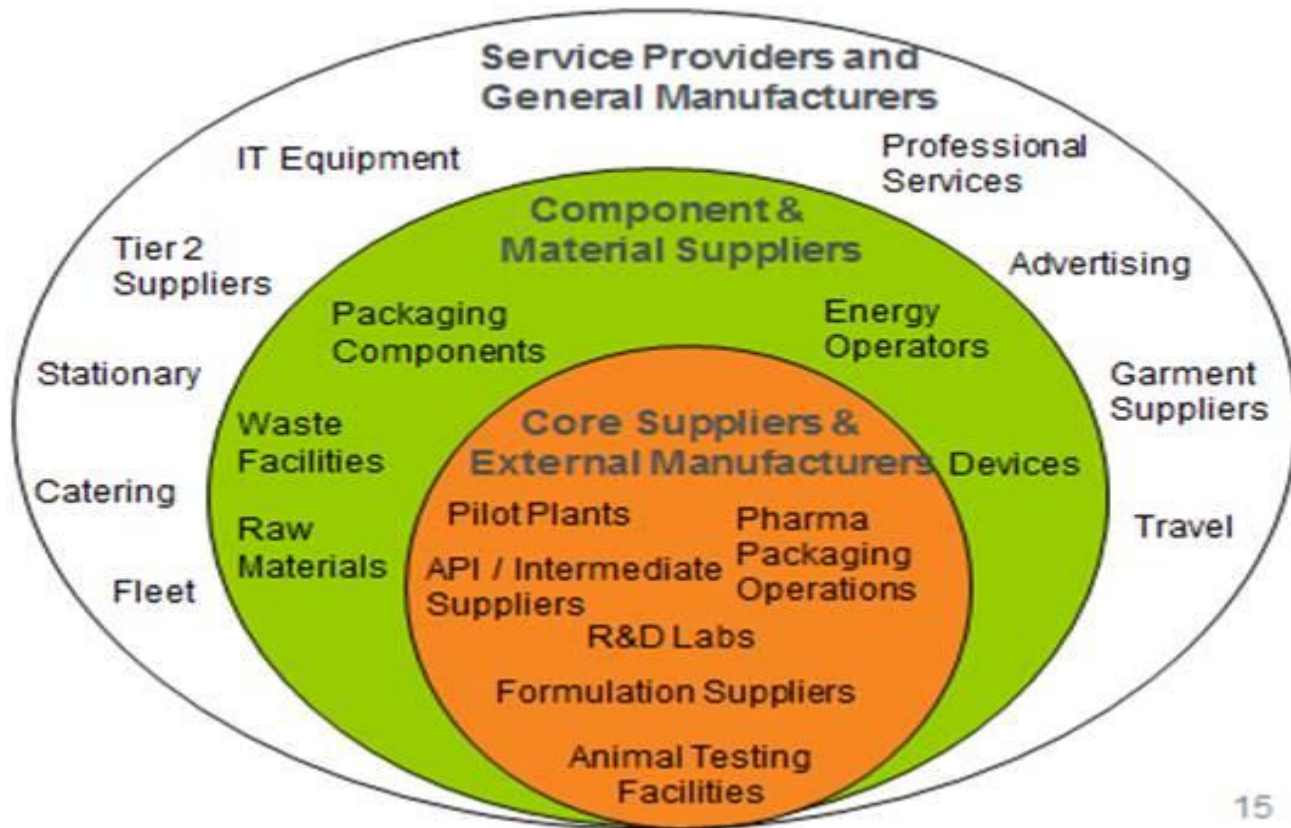 Service Providers and
General Manufacturers
IT Equipment
Professional
Services
Component &
Material Suppliers
Tier 2
Suppliers
Advertising
Packaging
Components
Energy
Operators
Stationary
Garment
Suppliers
Waste
Facilities
Core Suppliers &
External Manufacturers
Devices
Catering
Pilot Plants
Pharma
Packaging
Operations
Travel
Raw
Materials
API / Intermediate
Suppliers
Fleet
R&D Labs
Formulation Suppliers
Animal Testing
Facilities
15